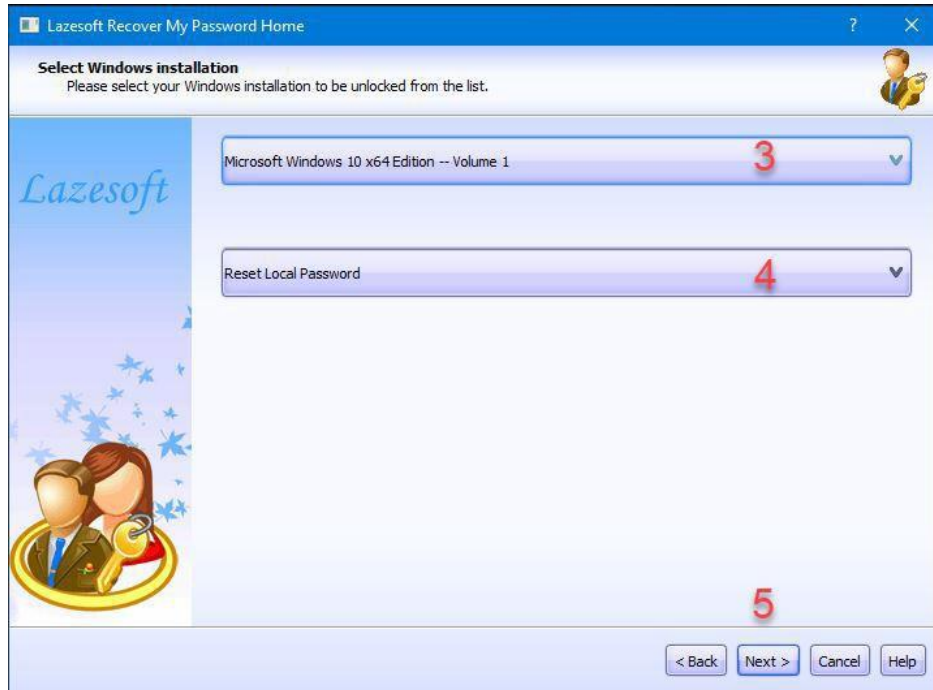 Lazesoft Recover My Password Home ?
Select Windows installation
Please select your Windows installation to be unlocked from the list.
Lazesoft
Microsoft Windows 10 x64 Edition -- Volume 1 3
Reset Local Password 4
5
< Back Next > Cancel Help